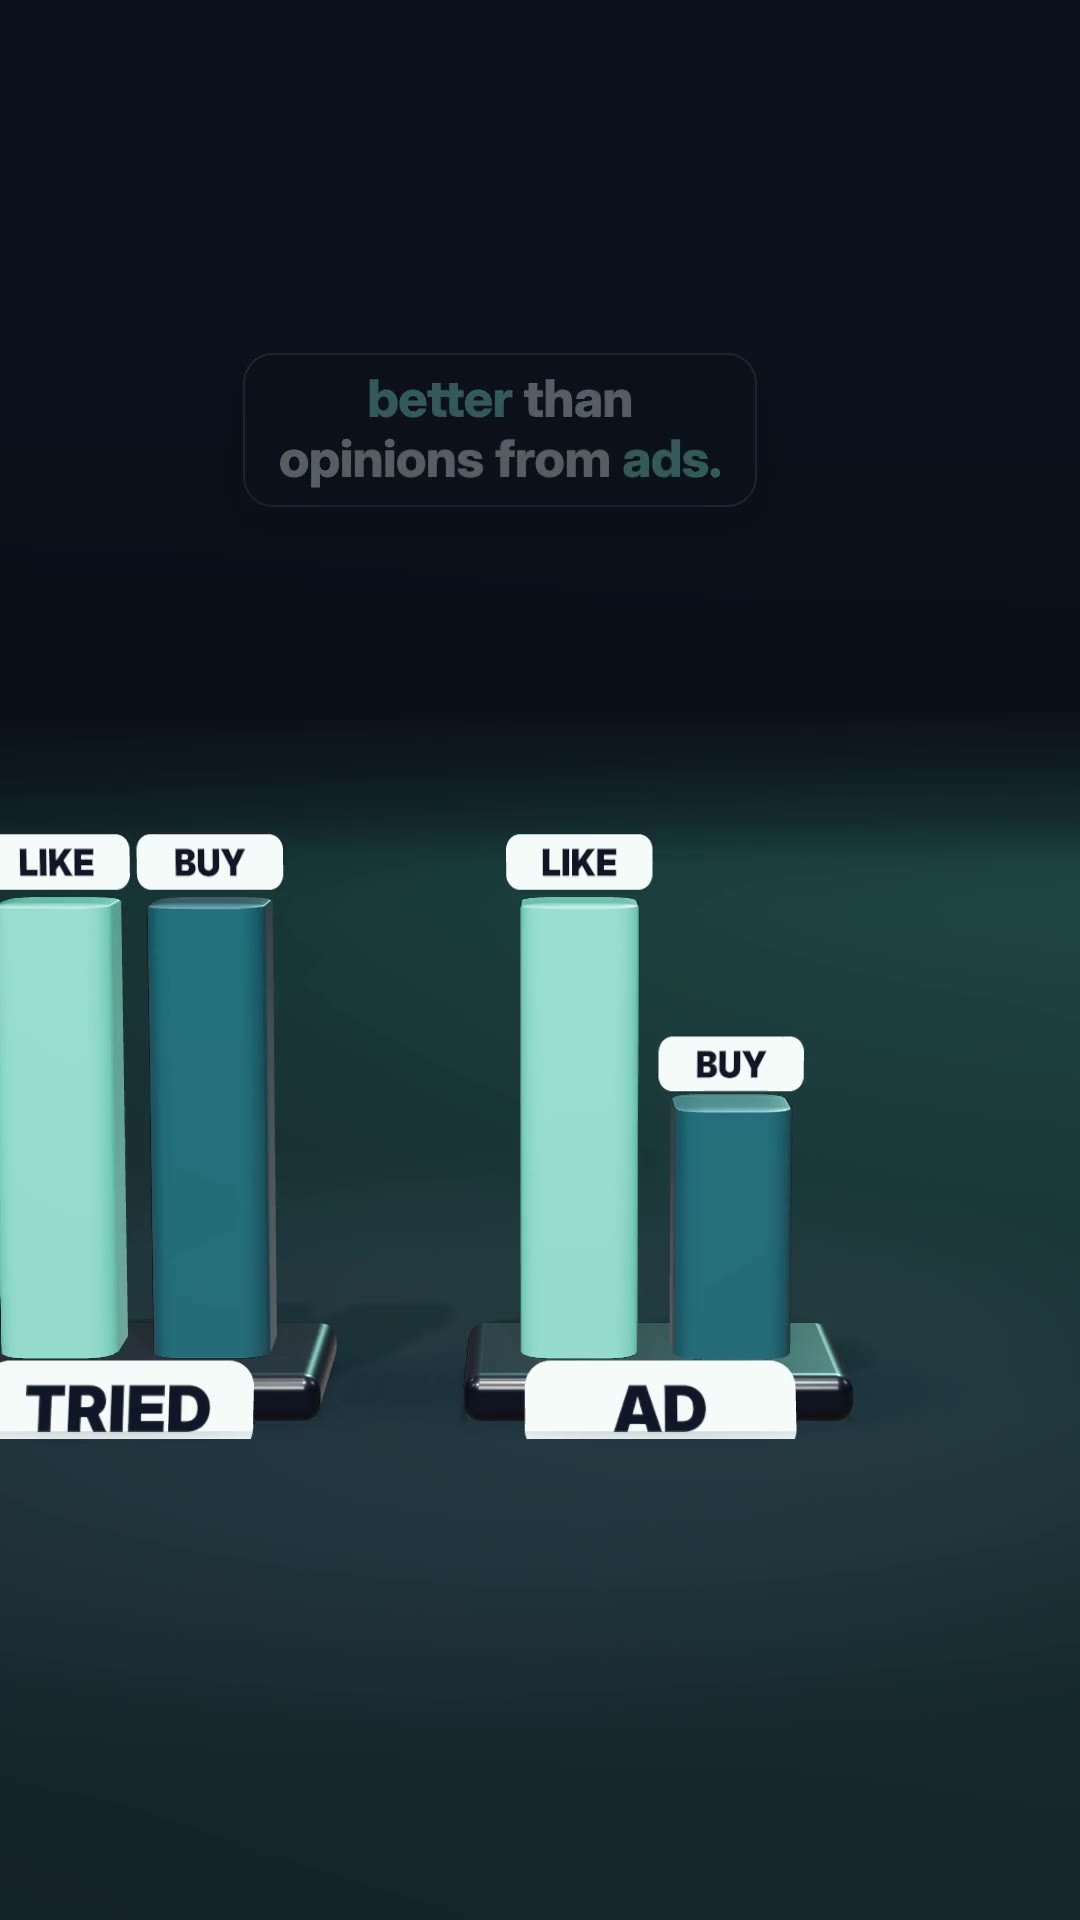 better than
opinions from ads.
LIKE BUY LIKE
BUY
TRIED AD